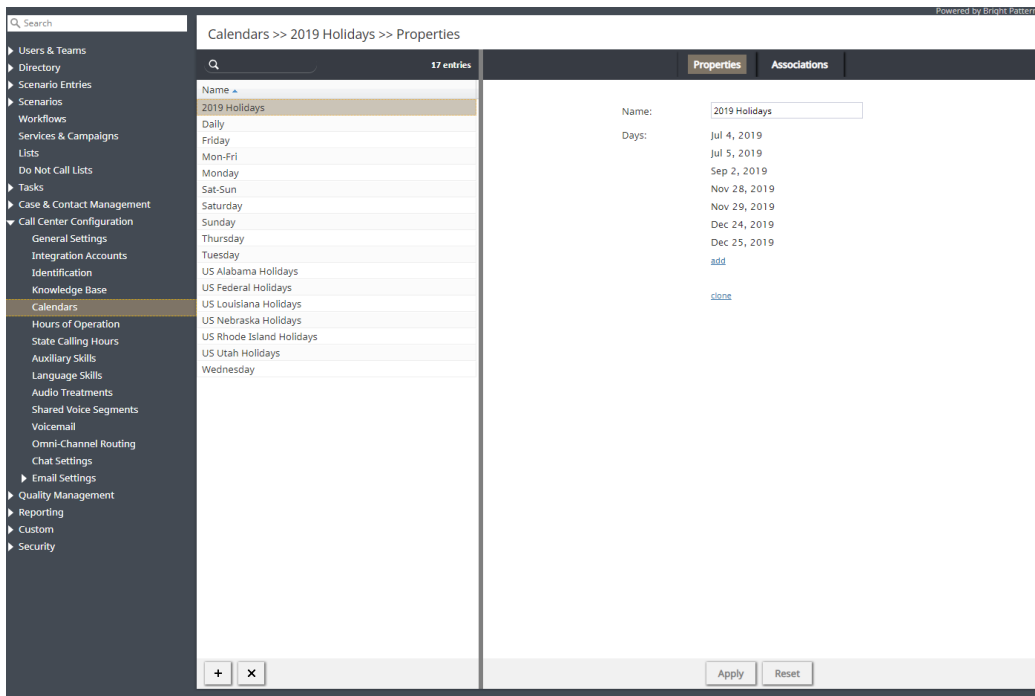 Powered by Bright Pattern
Search
Users & Teams
Directory
Scenario Entries
Scenarios
Workflows
Services & Campaigns
Lists
Do Not Call Lists
Tasks
Case & Contact Management
Call Center Configuration
General Settings
Integration Accounts
Identification
Knowledge Base
Calendars
Hours of Operation
State Calling Hours
Auxiliary Skills
Language Skills
Audio Treatments
Shared Voice Segments
Voicemail
Omni-Channel Routing
Chat Settings
Email Settings
Quality Management
Reporting
Custom
Security
Calendars >> 2019 Holidays >> Properties
17 entries
Name
2019 Holidays
Daily
Friday
Mon-Fri
Monday
Sat-Sun
Saturday
Sunday
Thursday
Tuesday
US Alabama Holidays
US Federal Holidays
US Louisiana Holidays
US Nebraska Holidays
US Rhode Island Holidays
US Utah Holidays
Wednesday
Properties Associations
Name: 2019 Holidays
Days: Jul 4, 2019
Jul 5, 2019
Sep 2, 2019
Nov 28, 2019
Nov 29, 2019
Dec 24, 2019
Dec 25, 2019
add
clone
Apply Reset